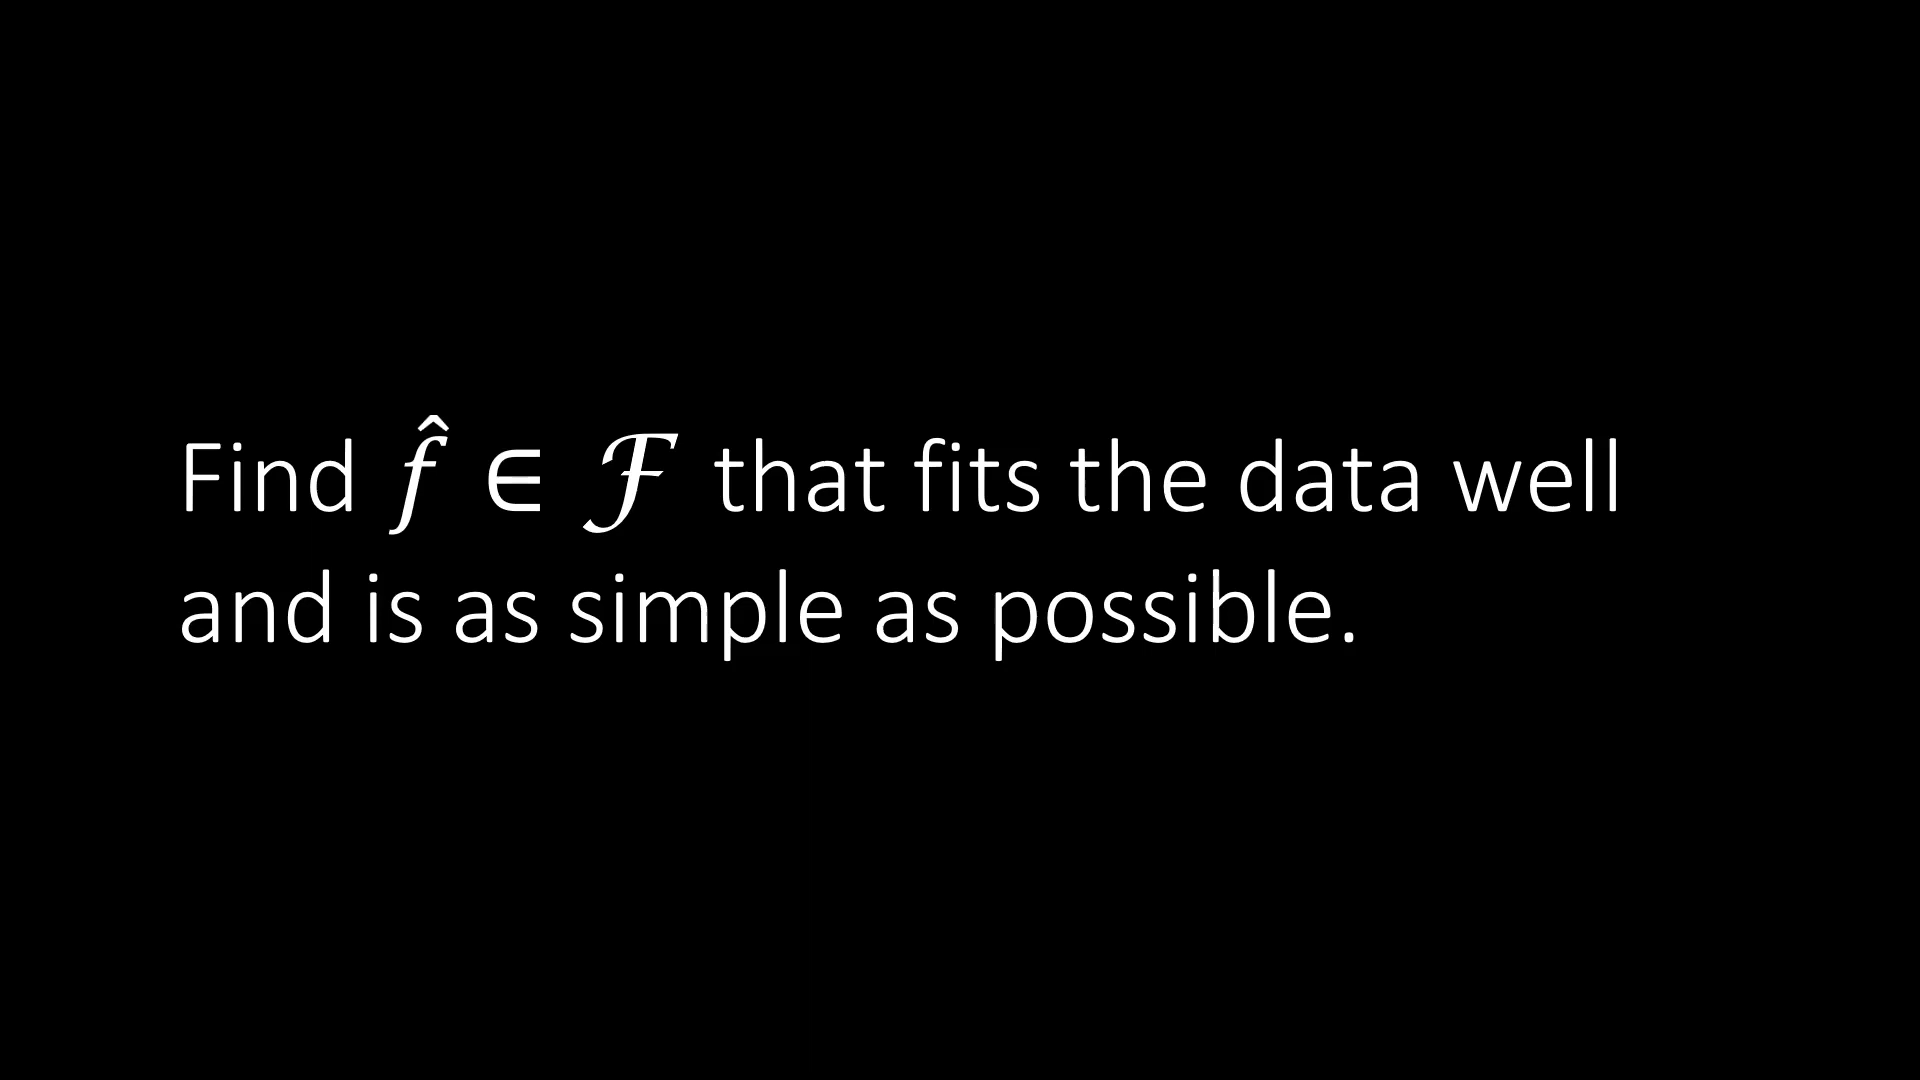 Find f̂ ∈ ℱ that fits the data well
and is as simple as possible.